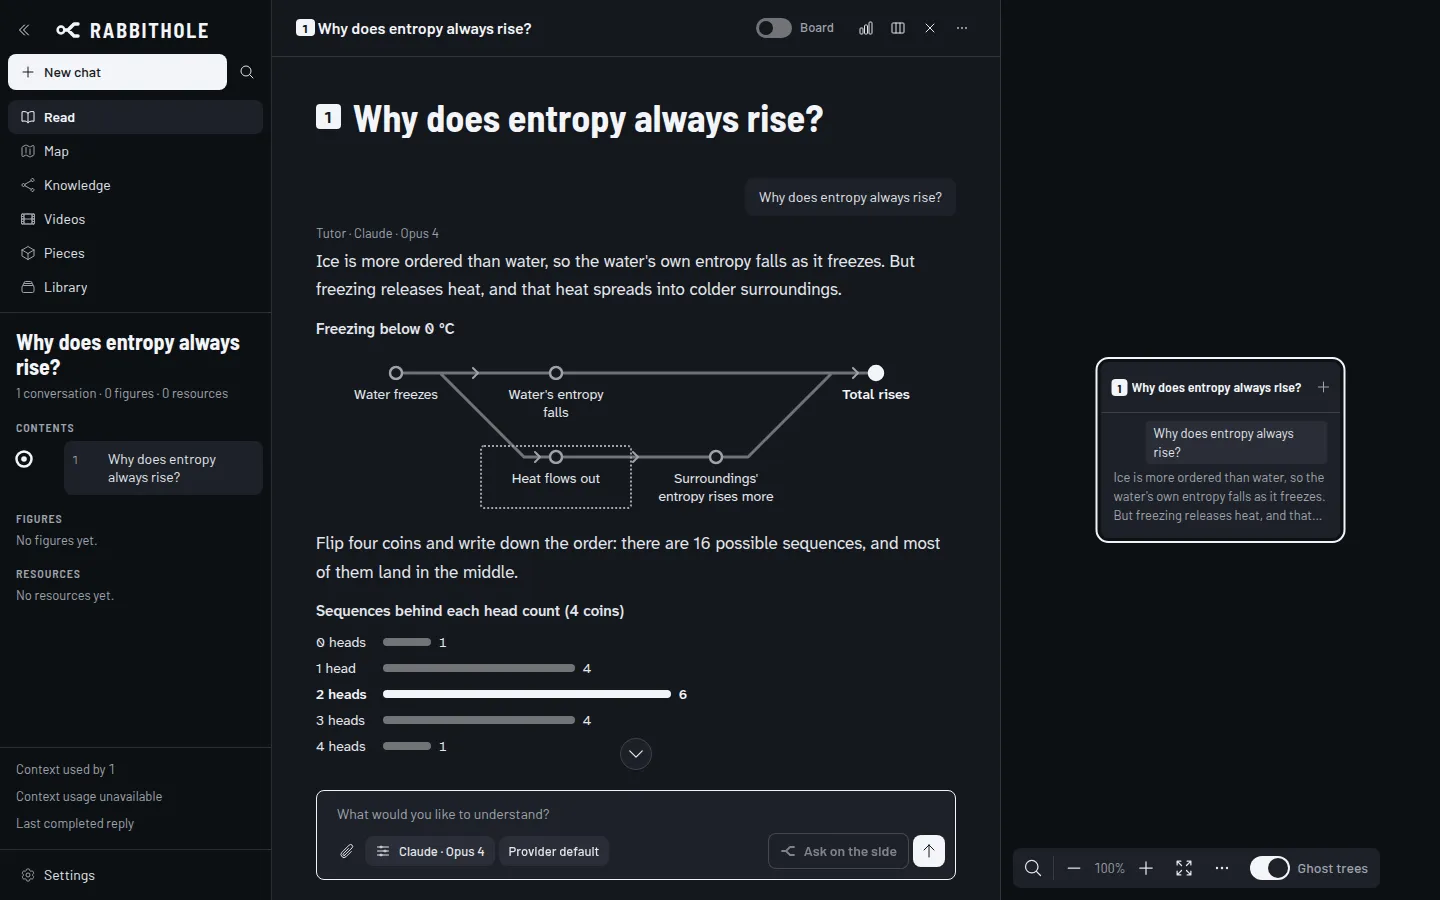 RABBITHOLE
New chat
Read
Map
Knowledge
Videos
Pieces
Library
Why does entropy always
rise?
1 conversation · 0 figures · 0 resources
CONTENTS
1 Why does entropy
always rise?
FIGURES
No figures yet.
RESOURCES
No resources yet.
Context used by 1
Context usage unavailable
Last completed reply
Settings
1 Why does entropy always rise?
Board
1 Why does entropy always rise?
Why does entropy always rise?
Tutor · Claude · Opus 4
Ice is more ordered than water, so the water's own entropy falls as it freezes. But
freezing releases heat, and that heat spreads into colder surroundings.
Freezing below 0 °C
Water freezes
Water's entropy
falls
Total rises
Heat flows out
Surroundings'
entropy rises more
Flip four coins and write down the order: there are 16 possible sequences, and most
of them land in the middle.
Sequences behind each head count (4 coins)
0 heads 1
1 head 4
2 heads 6
3 heads 4
4 heads 1
What would you like to understand?
Claude · Opus 4
Provider default
Ask on the side
1 Why does entropy always rise?
Why does entropy always
rise?
Ice is more ordered than water, so the
water's own entropy falls as it freezes.
But freezing releases heat, and that...
100%
Ghost trees